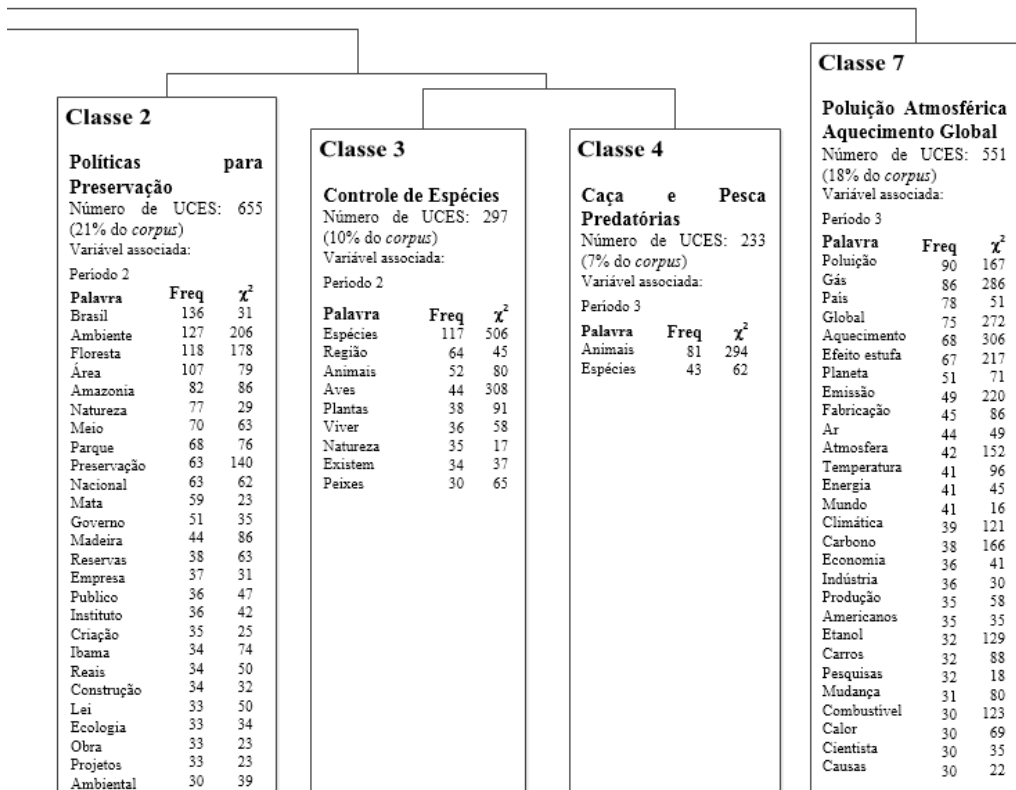 Classe 2
Políticas para
Preservação
Número de UCES: 655
(21% do corpus)
Variável associada:
Período 2
Palavra Freq χ²
Brasil 136 31
Ambiente 127 206
Floresta 118 178
Área 107 79
Amazonia 82 86
Natureza 77 29
Meio 70 63
Parque 68 76
Preservação 63 140
Nacional 63 62
Mata 59 23
Governo 51 35
Madeira 44 86
Reservas 38 63
Empresa 37 31
Publico 36 47
Instituto 36 42
Criação 35 25
Ibama 34 74
Reais 34 50
Construção 34 32
Lei 33 50
Ecologia 33 34
Obra 33 23
Projetos 33 23
Ambiental 30 39
Classe 3
Controle de Espécies
Número de UCES: 297
(10% do corpus)
Variável associada:
Período 2
Palavra Freq χ²
Espécies 117 506
Região 64 45
Animais 52 80
Aves 44 308
Plantas 38 91
Viver 36 58
Natureza 35 17
Existem 34 37
Peixes 30 65
Classe 4
Caça e Pesca
Predatórias
Número de UCES: 233
(7% do corpus)
Variável associada:
Período 3
Palavra Freq χ²
Animais 81 294
Espécies 43 62
Classe 7
Poluição Atmosférica
Aquecimento Global
Número de UCES: 551
(18% do corpus)
Variável associada:
Período 3
Palavra Freq χ²
Poluição 90 167
Gás 86 286
País 78 51
Global 75 272
Aquecimento 68 306
Efeito estufa 67 217
Planeta 51 71
Emissão 49 220
Fabricação 45 86
Ar 44 49
Atmosfera 42 152
Temperatura 41 96
Energia 41 45
Mundo 41 16
Climática 39 121
Carbono 38 166
Economia 36 41
Indústria 36 30
Produção 35 58
Americanos 35 35
Etanol 32 129
Carros 32 88
Pesquisas 32 18
Mudança 31 80
Combustível 30 123
Calor 30 69
Cientista 30 35
Causas 30 22